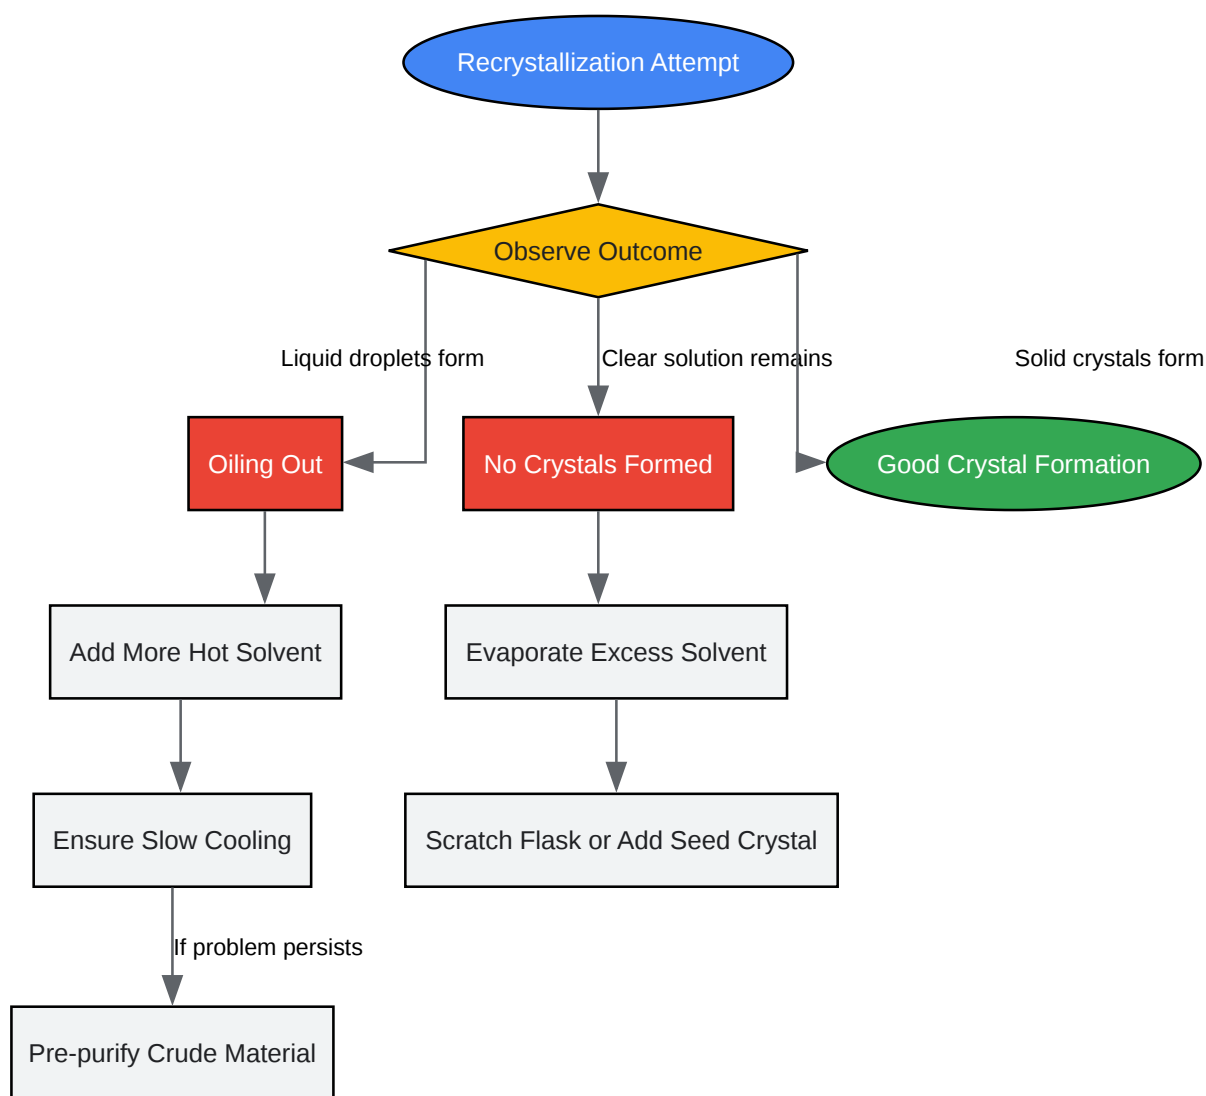 Recrystallization Attempt
Observe Outcome
Liquid droplets form
Clear solution remains
Solid crystals form
Oiling Out
No Crystals Formed
Good Crystal Formation
Add More Hot Solvent
Evaporate Excess Solvent
Ensure Slow Cooling
Scratch Flask or Add Seed Crystal
If problem persists
Pre-purify Crude Material